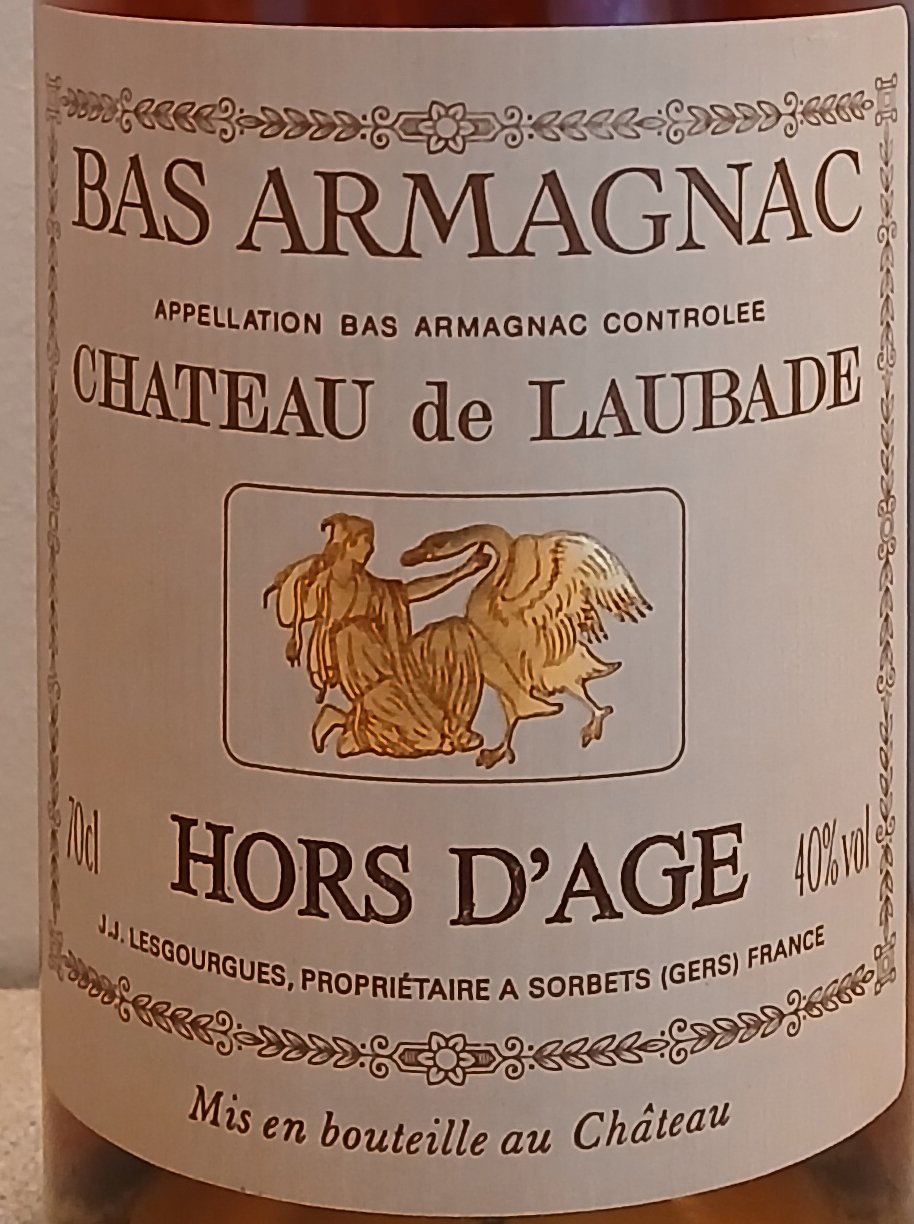 BAS ARMAGNAC
APPELLATION BAS ARMAGNAC CONTROLEE
CHATEAU de LAUBADE
70cl HORS D'AGE 40% vol
J.J. LESGOURGUES, PROPRIÉTAIRE A SORBETS (GERS) FRANCE
Mis en bouteille au Château